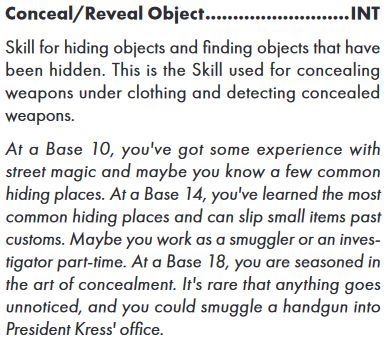 Conceal/Reveal Object..........................INT
Skill for hiding objects and finding objects that have
been hidden. This is the Skill used for concealing
weapons under clothing and detecting concealed
weapons.
At a Base 10, you've got some experience with
street magic and maybe you know a few common
hiding places. At a Base 14, you've learned the most
common hiding places and can slip small items past
customs. Maybe you work as a smuggler or an inves-
tigator part-time. At a Base 18, you are seasoned in
the art of concealment. It's rare that anything goes
unnoticed, and you could smuggle a handgun into
President Kress' office.